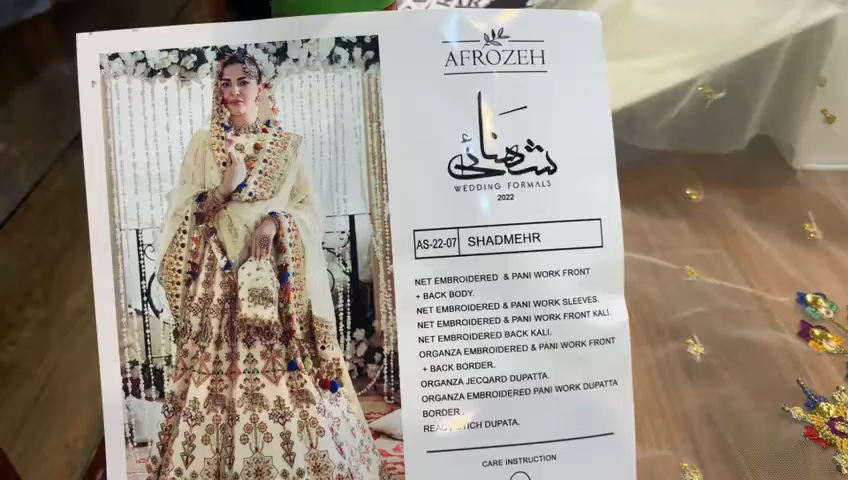 AFROZEH
شہنائی
WEDDING FORMALS
2022
AS-22-07 SHADMEHR
NET EMBROIDERED & PANI WORK FRONT
+ BACK BODY.
NET EMBROIDERED & PANI WORK SLEEVES.
NET EMBROIDERED & PANI WORK FRONT KALI.
NET EMBROIDERED BACK KALI.
ORGANZA EMBROIDERED & PANI WORK FRONT
+ BACK BORDER.
ORGANZA JECQARD DUPATTA.
ORGANZA EMBROIDERED PANI WORK DUPATTA
BORDER.
READY STICH DUPATA.
CARE INSTRUCTION